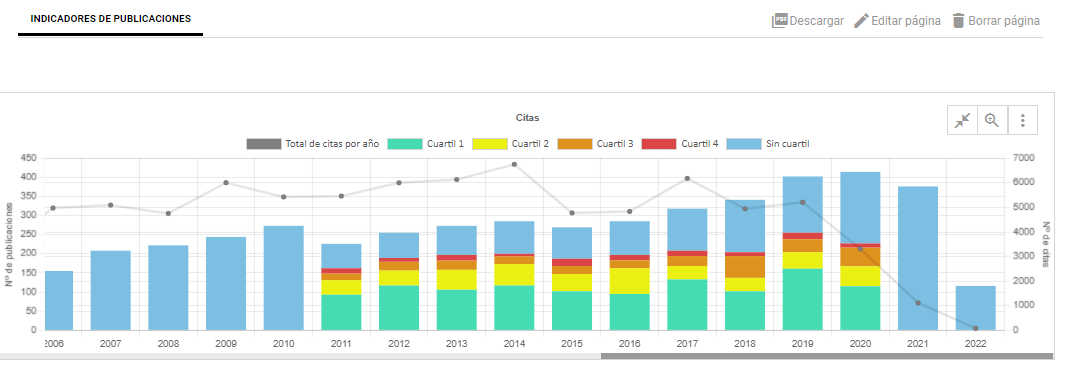 INDICADORES DE PUBLICACIONES
PDF Descargar Editar página Borrar página
Citas
Total de citas por año Cuartil 1 Cuartil 2 Cuartil 3 Cuartil 4 Sin cuartil
Nº de publicaciones
450
400
350
300
250
200
150
100
50
0
7000
6000
5000
4000
3000
2000
1000
0
Nº de citas
2006 2007 2008 2009 2010 2011 2012 2013 2014 2015 2016 2017 2018 2019 2020 2021 2022